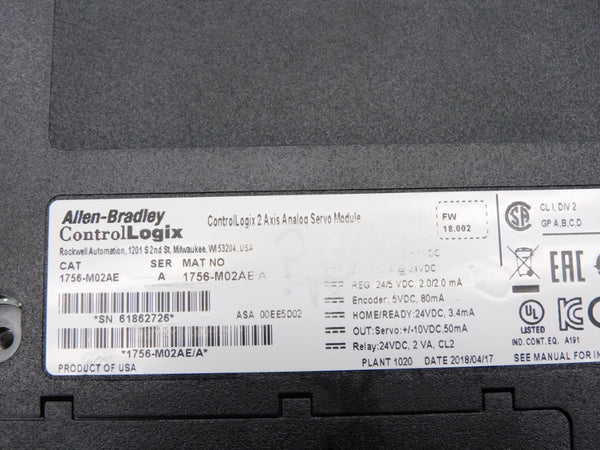 Allen-Bradley
ControlLogix
ControlLogix 2 Axis Analog Servo Module
FW
18.002
Rockwell Automation, 1201 S 2nd St, Milwaukee, WI 53204, USA
CAT SER MAT NO
1756-M02AE A 1756-M02AE A
*SN 61862726*
ASA 00EE5D02
*1756-M02AE/A*
PRODUCT OF USA
@ 24VDC
REG: 24/5 VDC, 2.0/2.0 mA
Encoder: 5VDC, 80mA
HOME/READY: 24VDC, 3.4mA
OUT: Servo: +/-10VDC, 50mA
Relay: 24VDC, 2 VA, CL2
PLANT 1020 DATE 2018/04/17
SA
CL I, DIV 2
GP A,B,C,D
EAC
UL
LISTED
IND. CONT. EQ. A191
KC
SEE MANUAL FOR